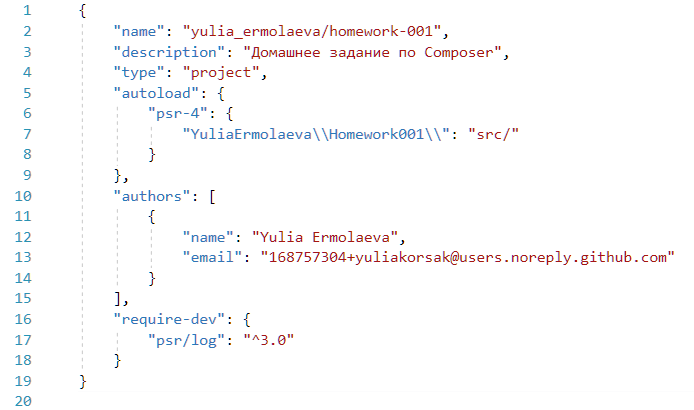 1 {
2 "name": "yulia_ermolaeva/homework-001",
3 "description": "Домашнее задание по Composer",
4 "type": "project",
5 "autoload": {
6 "psr-4": {
7 "YuliaErmolaeva\\Homework001\\": "src/"
8 }
9 },
10 "authors": [
11 {
12 "name": "Yulia Ermolaeva",
13 "email": "168757304+yuliakorsak@users.noreply.github.com"
14 }
15 ],
16 "require-dev": {
17 "psr/log": "^3.0"
18 }
19 }
20